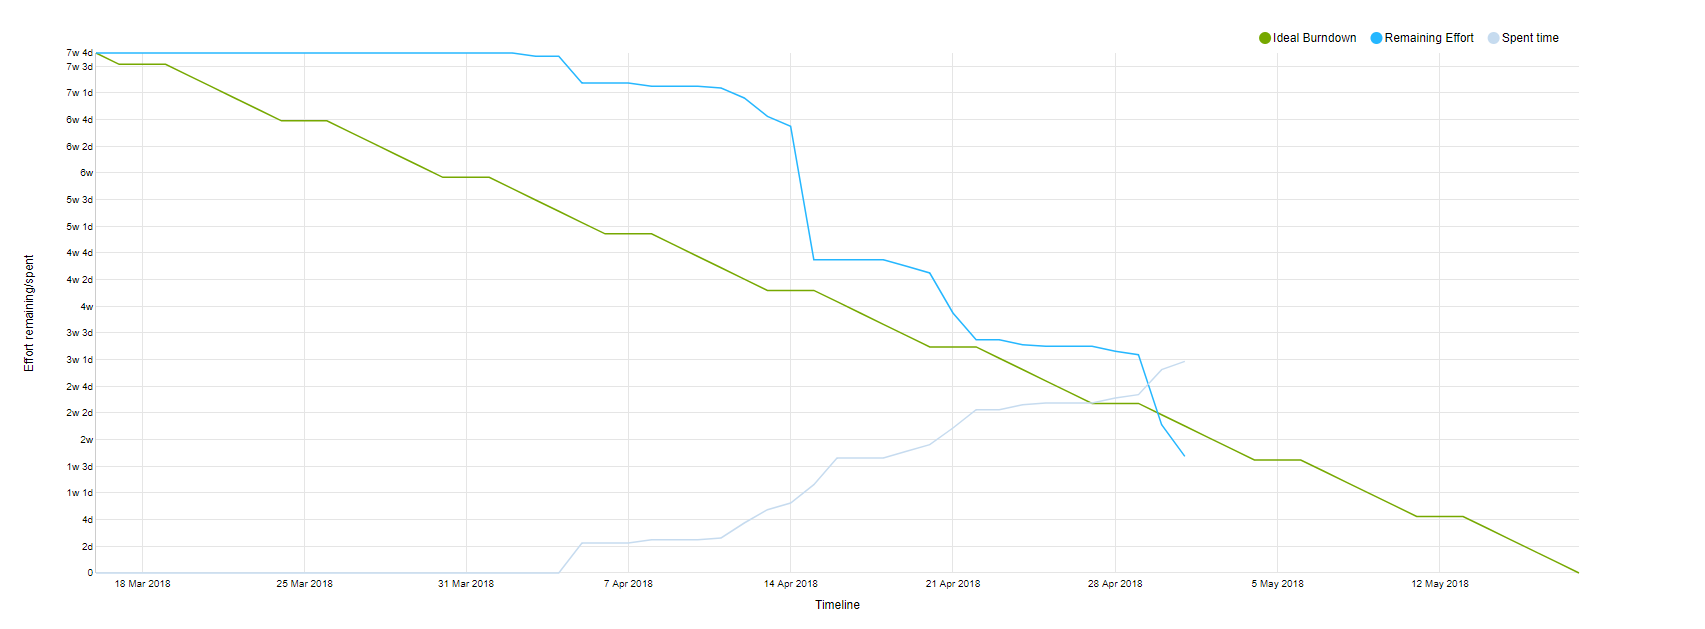 Ideal Burndown Remaining Effort Spent time
7w 4d
7w 3d
7w 1d
6w 4d
6w 2d
6w
5w 3d
5w 1d
4w 4d
4w 2d
4w
3w 3d
3w 1d
2w 4d
2w 2d
2w
1w 3d
1w 1d
4d
2d
0
Effort remaining/spent
18 Mar 2018 25 Mar 2018 31 Mar 2018 7 Apr 2018 14 Apr 2018 21 Apr 2018 28 Apr 2018 5 May 2018 12 May 2018
Timeline